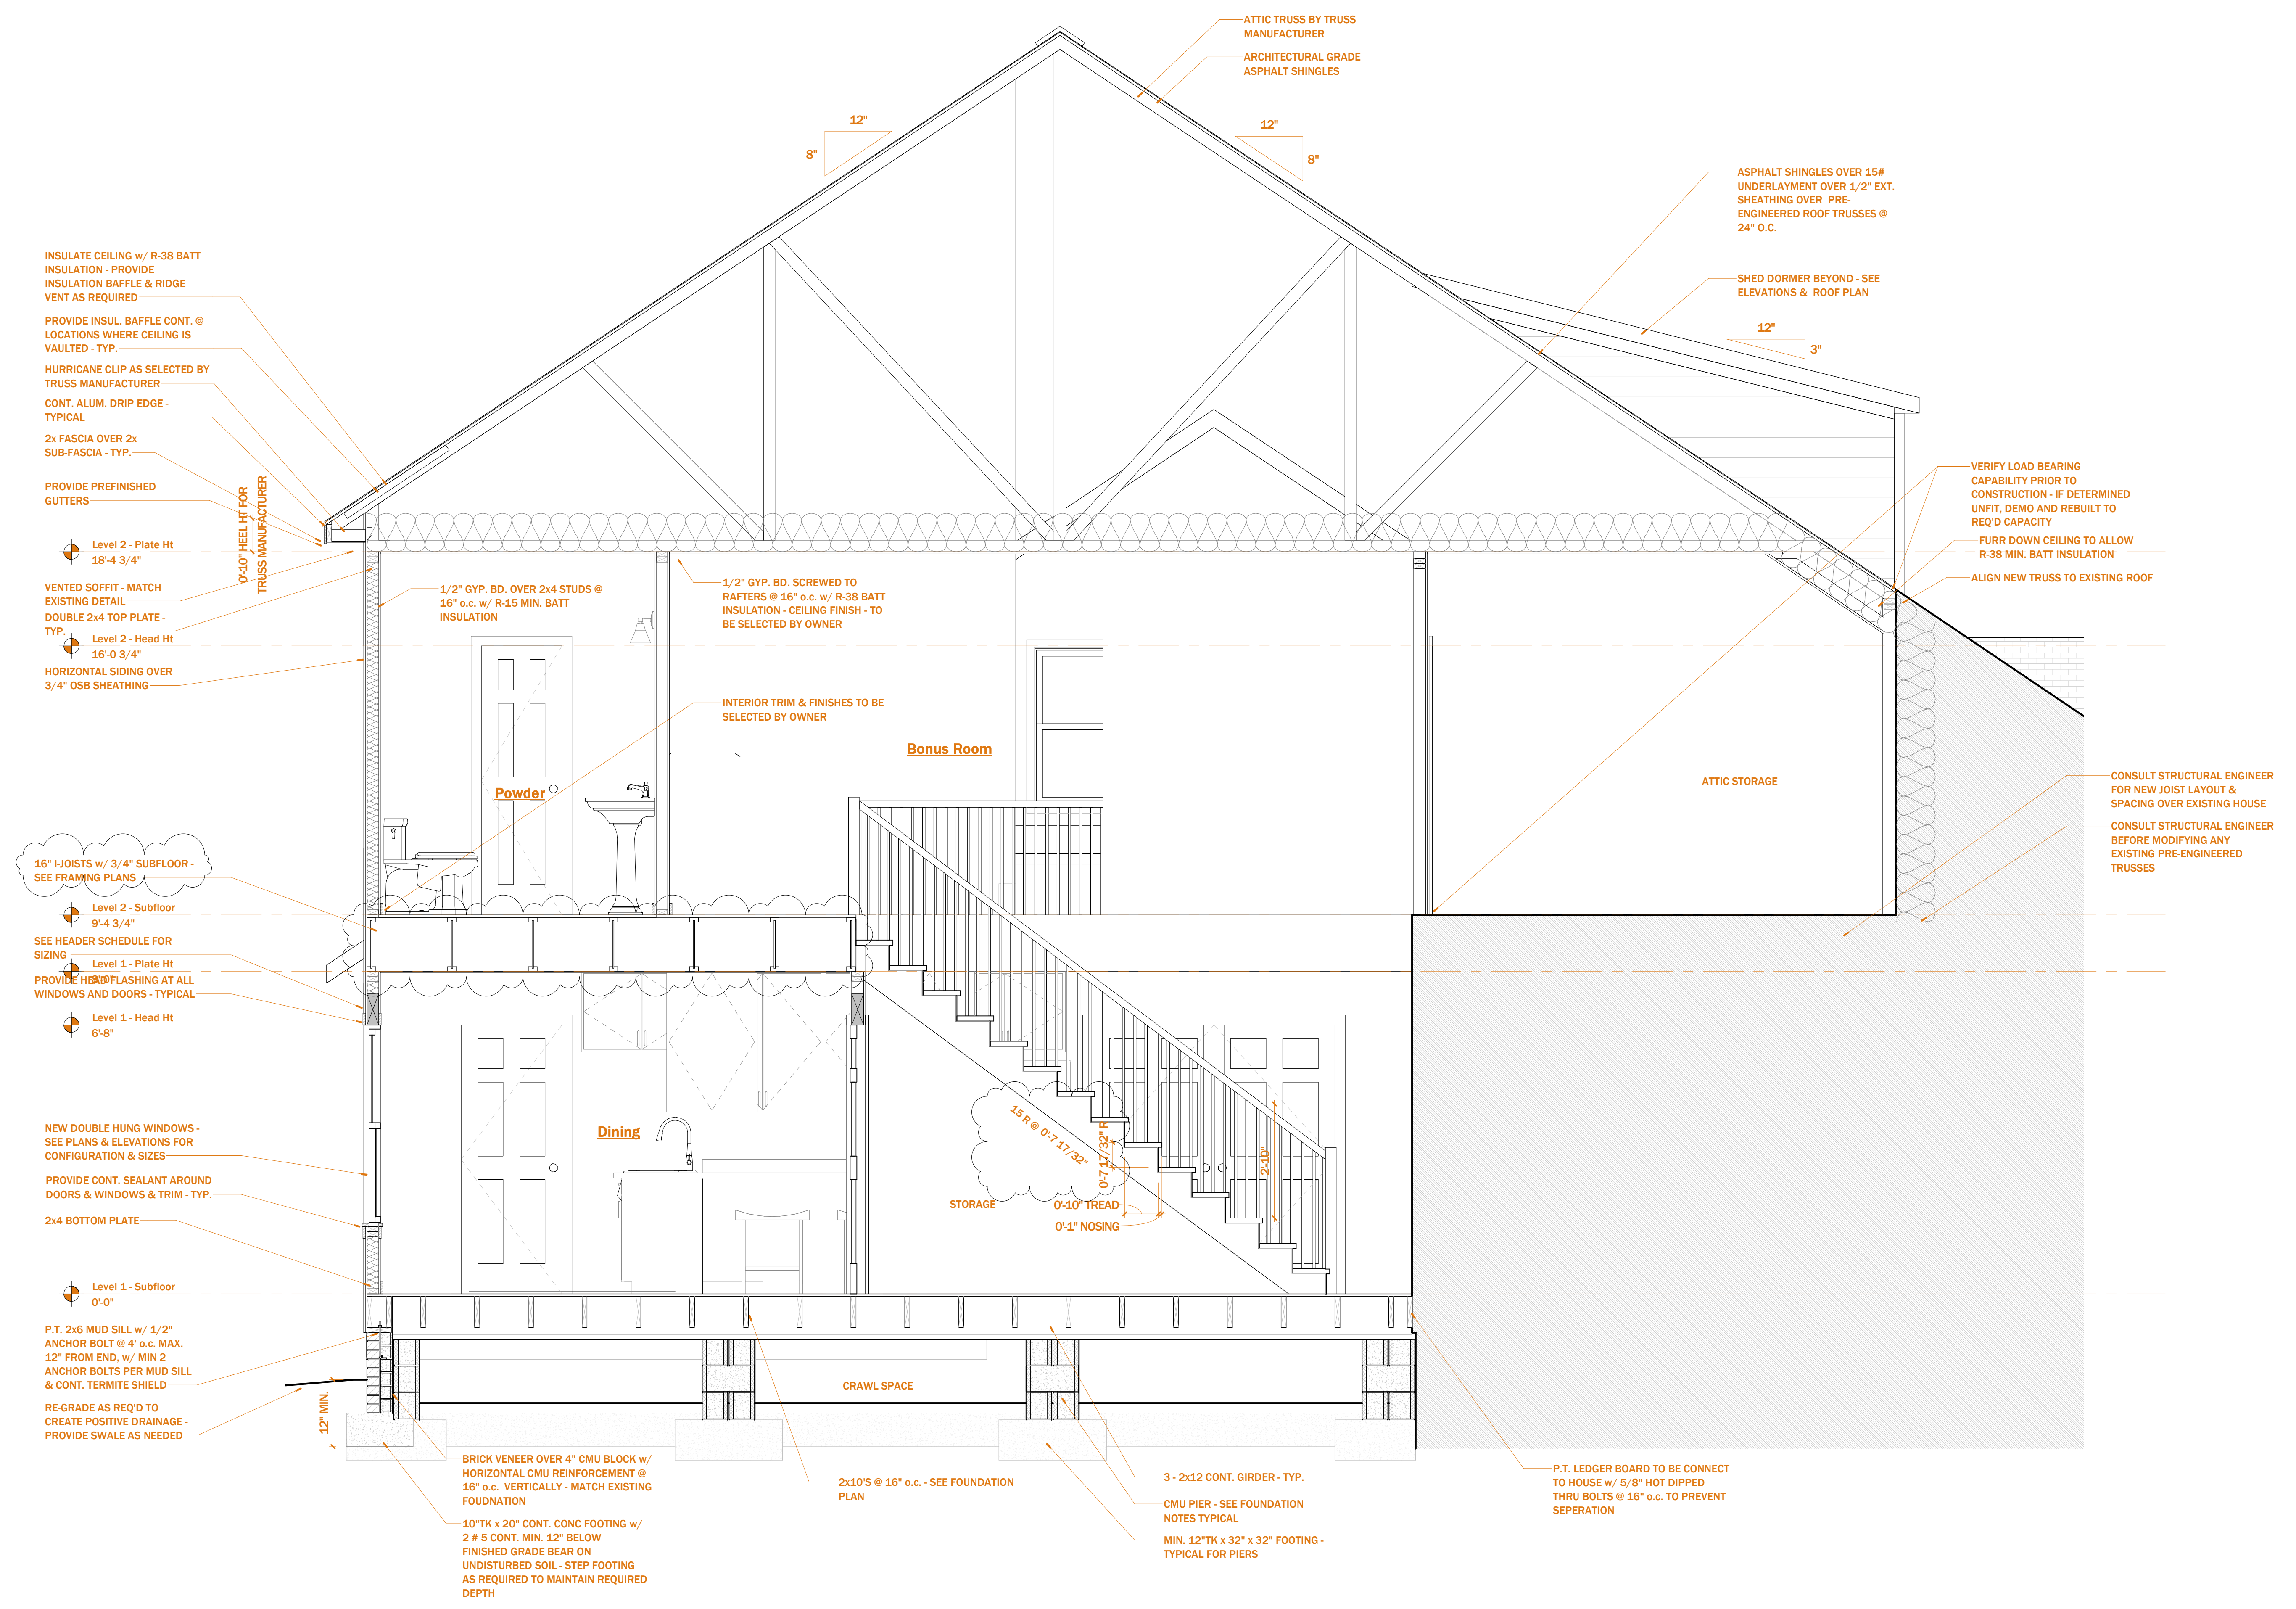 ATTIC TRUSS BY TRUSS
MANUFACTURER
ARCHITECTURAL GRADE
ASPHALT SHINGLES
12"
8"
12"
8"
ASPHALT SHINGLES OVER 15#
UNDERLAYMENT OVER 1/2" EXT.
SHEATHING OVER PRE-
ENGINEERED ROOF TRUSSES @
24" O.C.
SHED DORMER BEYOND - SEE
ELEVATIONS & ROOF PLAN
12"
3"
INSULATE CEILING w/ R-38 BATT
INSULATION - PROVIDE
INSULATION BAFFLE & RIDGE
VENT AS REQUIRED
PROVIDE INSUL. BAFFLE CONT. @
LOCATIONS WHERE CEILING IS
VAULTED - TYP.
HURRICANE CLIP AS SELECTED BY
TRUSS MANUFACTURER
CONT. ALUM. DRIP EDGE -
TYPICAL
2x FASCIA OVER 2x
SUB-FASCIA - TYP.
PROVIDE PREFINISHED
GUTTERS
0'-10" HEEL HT FOR
TRUSS MANUFACTURER
Level 2 - Plate Ht
18'-4 3/4"
VENTED SOFFIT - MATCH
EXISTING DETAIL
DOUBLE 2x4 TOP PLATE -
TYP.
Level 2 - Head Ht
16'-0 3/4"
HORIZONTAL SIDING OVER
3/4" OSB SHEATHING
1/2" GYP. BD. OVER 2x4 STUDS @
16" o.c. w/ R-15 MIN. BATT
INSULATION
1/2" GYP. BD. SCREWED TO
RAFTERS @ 16" o.c. w/ R-38 BATT
INSULATION - CEILING FINISH - TO
BE SELECTED BY OWNER
INTERIOR TRIM & FINISHES TO BE
SELECTED BY OWNER
VERIFY LOAD BEARING
CAPABILITY PRIOR TO
CONSTRUCTION - IF DETERMINED
UNFIT, DEMO AND REBUILT TO
REQ'D CAPACITY
FURR DOWN CEILING TO ALLOW
R-38 MIN. BATT INSULATION
ALIGN NEW TRUSS TO EXISTING ROOF
Bonus Room
Powder
ATTIC STORAGE
CONSULT STRUCTURAL ENGINEER
FOR NEW JOIST LAYOUT &
SPACING OVER EXISTING HOUSE
CONSULT STRUCTURAL ENGINEER
BEFORE MODIFYING ANY
EXISTING PRE-ENGINEERED
TRUSSES
16" I-JOISTS w/ 3/4" SUBFLOOR -
SEE FRAMING PLANS
Level 2 - Subfloor
9'-4 3/4"
SEE HEADER SCHEDULE FOR
SIZING
Level 1 - Plate Ht
8'-0"
PROVIDE HEAD FLASHING AT ALL
WINDOWS AND DOORS - TYPICAL
Level 1 - Head Ht
6'-8"
NEW DOUBLE HUNG WINDOWS -
SEE PLANS & ELEVATIONS FOR
CONFIGURATION & SIZES
PROVIDE CONT. SEALANT AROUND
DOORS & WINDOWS & TRIM - TYP.
2x4 BOTTOM PLATE
Dining
15 R @ 0'-7 17/32"
0'-7 17/32" R
2'-10"
STORAGE
0'-10" TREAD
0'-1" NOSING
Level 1 - Subfloor
0'-0"
P.T. 2x6 MUD SILL w/ 1/2"
ANCHOR BOLT @ 4' o.c. MAX.
12" FROM END, w/ MIN 2
ANCHOR BOLTS PER MUD SILL
& CONT. TERMITE SHIELD
RE-GRADE AS REQ'D TO
CREATE POSITIVE DRAINAGE -
PROVIDE SWALE AS NEEDED
12" MIN.
CRAWL SPACE
BRICK VENEER OVER 4" CMU BLOCK w/
HORIZONTAL CMU REINFORCEMENT @
16" o.c. VERTICALLY - MATCH EXISTING
FOUDNATION
10"TK x 20" CONT. CONC FOOTING w/
2 # 5 CONT. MIN. 12" BELOW
FINISHED GRADE BEAR ON
UNDISTURBED SOIL - STEP FOOTING
AS REQUIRED TO MAINTAIN REQUIRED
DEPTH
2x10'S @ 16" o.c. - SEE FOUNDATION
PLAN
3 - 2x12 CONT. GIRDER - TYP.
CMU PIER - SEE FOUNDATION
NOTES TYPICAL
MIN. 12"TK x 32" x 32" FOOTING -
TYPICAL FOR PIERS
P.T. LEDGER BOARD TO BE CONNECT
TO HOUSE w/ 5/8" HOT DIPPED
THRU BOLTS @ 16" o.c. TO PREVENT
SEPERATION